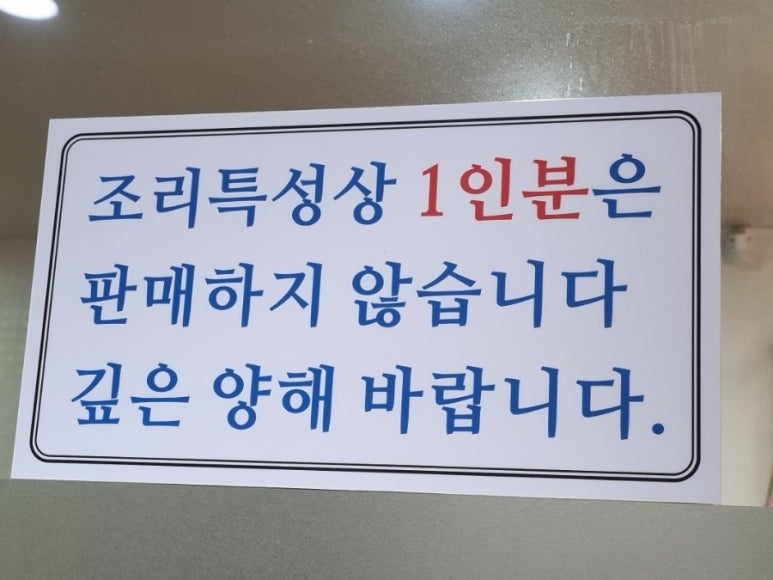 조리특성상 1인분은
판매하지 않습니다
깊은 양해 바랍니다.